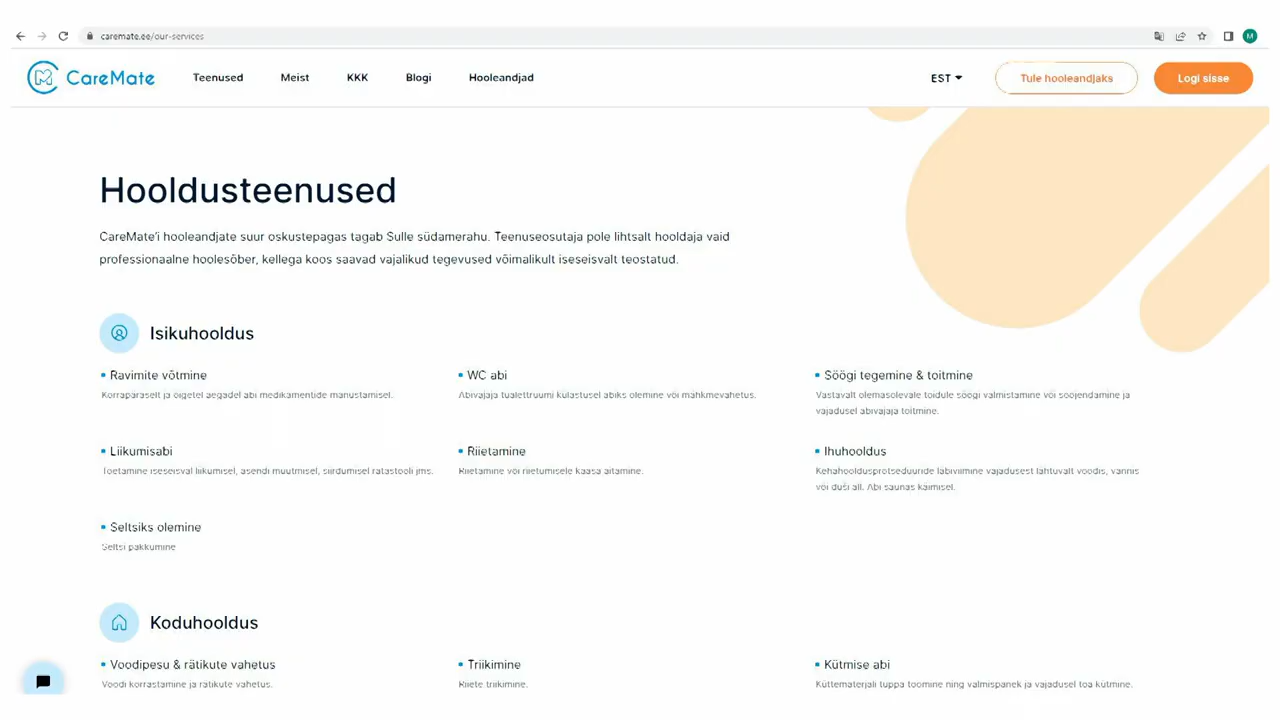 caremate.ee/our-services
M
CareMate
Teenused
Meist
KKK
Blogi
Hooleandjad
EST
Tule hooleandjaks
Logi sisse
Hooldusteenused
CareMate'i hooleandjate suur oskustepagas tagab Sulle südamerahu. Teenuseosutaja pole lihtsalt hooldaja vaid
professionaalne hoolesõber, kellega koos saavad vajalikud tegevused võimalikult iseseisvalt teostatud.
Isikuhooldus
Ravimite võtmine
Korrapäraselt ja õigetel aegadel abi medikamentide manustamisel.
WC abi
Abivajaja tualettruumi külastusel abiks olemine või mähkmevahetus.
Söögi tegemine & toitmine
Vastavalt olemasolevale toidule söögi valmistamine või soojendamine ja
vajadusel abivajaja toitmine.
Liikumisabi
Toetamine iseseisval liikumisel, asendi muutmisel, siirdumisel ratastooli jms.
Riietamine
Riietamine või riietumisele kaasa aitamine.
Ihuhooldus
Kehahooldusprotseduuride läbiviimine vajadusest lähtuvalt voodis, vannis
või duši all. Abi saunas käimisel.
Seltsiks olemine
Seltsi pakkumine
Koduhooldus
Voodipesu & rätikute vahetus
Voodi korrastamine ja rätikute vahetus.
Triikimine
Riiete triikimine.
Kütmise abi
Küttematerjali tuppa toomine ning valmispanek ja vajadusel toa kütmine.